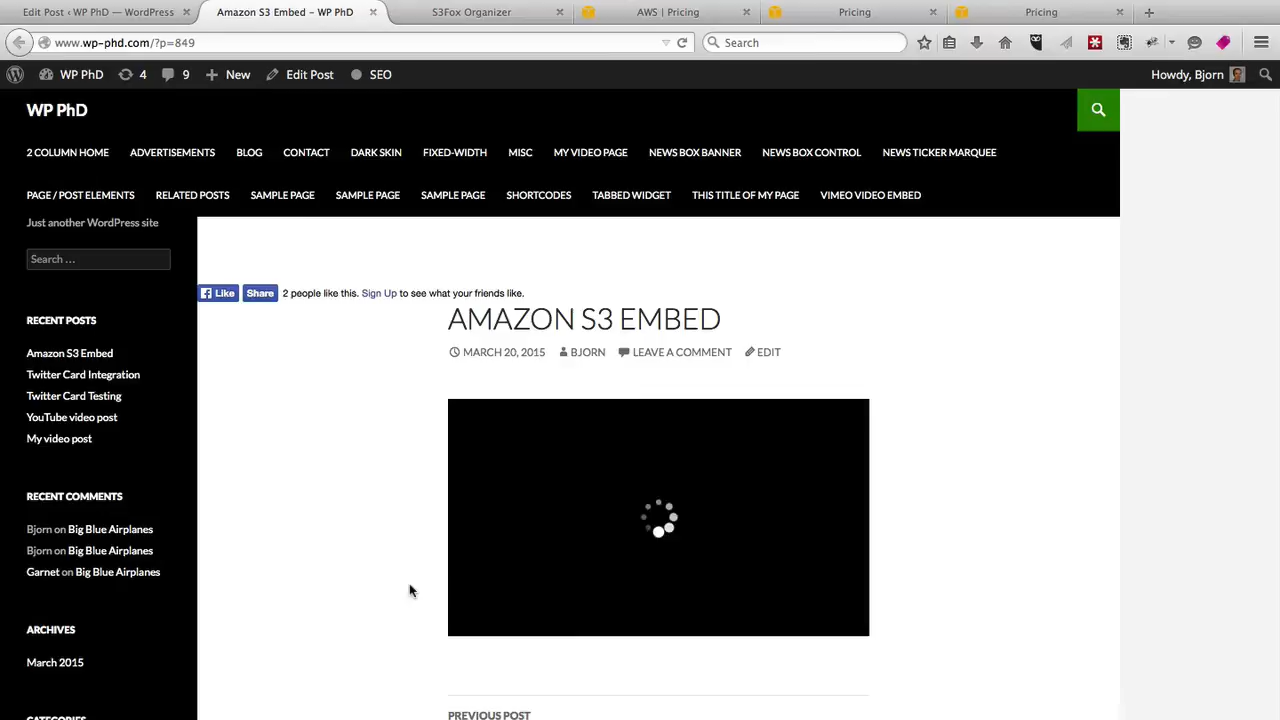 Edit Post ‹ WP PhD — WordPress
Amazon S3 Embed – WP PhD
S3Fox Organizer
AWS | Pricing
Pricing
Pricing
www.wp-phd.com/?p=849
Search
WP PhD
4
9
New
Edit Post
SEO
Howdy, Bjorn
WP PhD
2 COLUMN HOME ADVERTISEMENTS BLOG CONTACT DARK SKIN FIXED-WIDTH MISC MY VIDEO PAGE NEWS BOX BANNER NEWS BOX CONTROL NEWS TICKER MARQUEE
PAGE / POST ELEMENTS RELATED POSTS SAMPLE PAGE SAMPLE PAGE SAMPLE PAGE SHORTCODES TABBED WIDGET THIS TITLE OF MY PAGE VIMEO VIDEO EMBED
Just another WordPress site
Search …
RECENT POSTS
Amazon S3 Embed
Twitter Card Integration
Twitter Card Testing
YouTube video post
My video post
RECENT COMMENTS
Bjorn on Big Blue Airplanes
Bjorn on Big Blue Airplanes
Garnet on Big Blue Airplanes
ARCHIVES
March 2015
CATEGORIES
Like Share 2 people like this. Sign Up to see what your friends like.
AMAZON S3 EMBED
MARCH 20, 2015 BJORN LEAVE A COMMENT EDIT
PREVIOUS POST